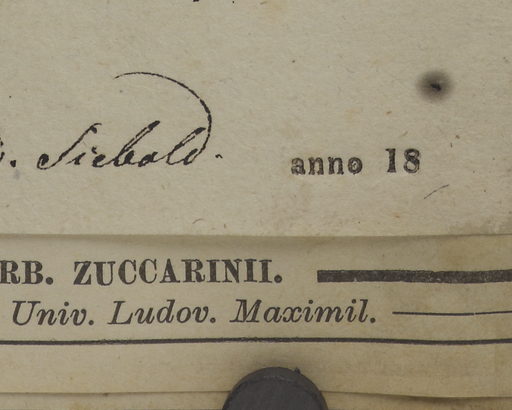 . Siebold. anno 18
RB. ZUCCARINII.
Univ. Ludov. Maximil.